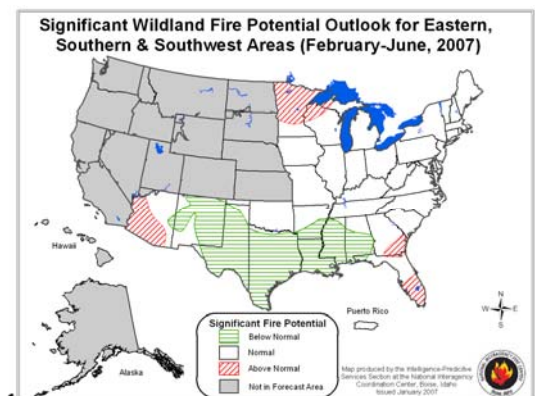 Significant Wildland Fire Potential Outlook for Eastern,
Southern & Southwest Areas (February-June, 2007)
Hawaii
Alaska
Puerto Rico
N
W
E
S
Significant Fire Potential
Below Normal
Normal
Above Normal
Not in Forecast Area
Map produced by the Intelligence-Predictive
Services Section at the National Interagency
Coordination Center, Boise, Idaho
Issued January 2007